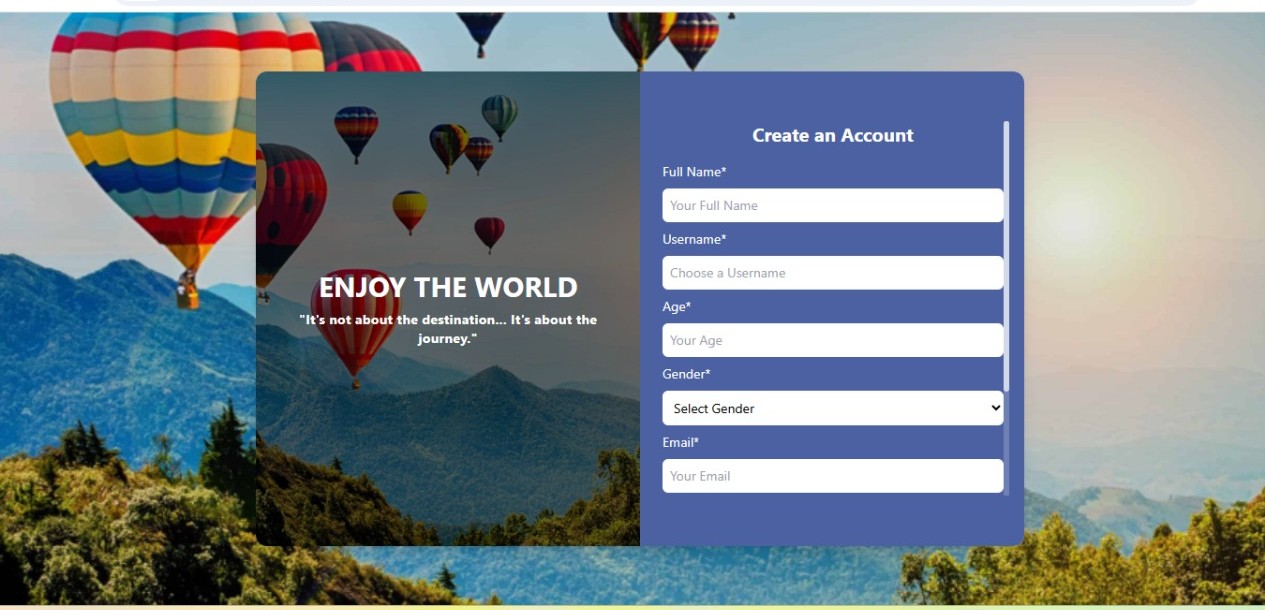 ENJOY THE WORLD
"It's not about the destination... It's about the
journey."
Create an Account
Full Name*
Your Full Name
Username*
Choose a Username
Age*
Your Age
Gender*
Select Gender
Email*
Your Email